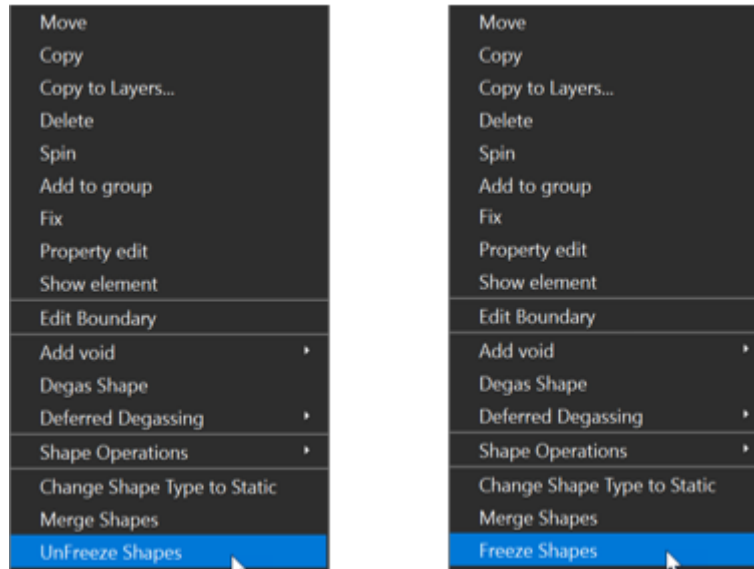 Move
Copy
Copy to Layers...
Delete
Spin
Add to group
Fix
Property edit
Show element
Edit Boundary
Add void
Degas Shape
Deferred Degassing
Shape Operations
Change Shape Type to Static
Merge Shapes
UnFreeze Shapes
Move
Copy
Copy to Layers...
Delete
Spin
Add to group
Fix
Property edit
Show element
Edit Boundary
Add void
Degas Shape
Deferred Degassing
Shape Operations
Change Shape Type to Static
Merge Shapes
Freeze Shapes